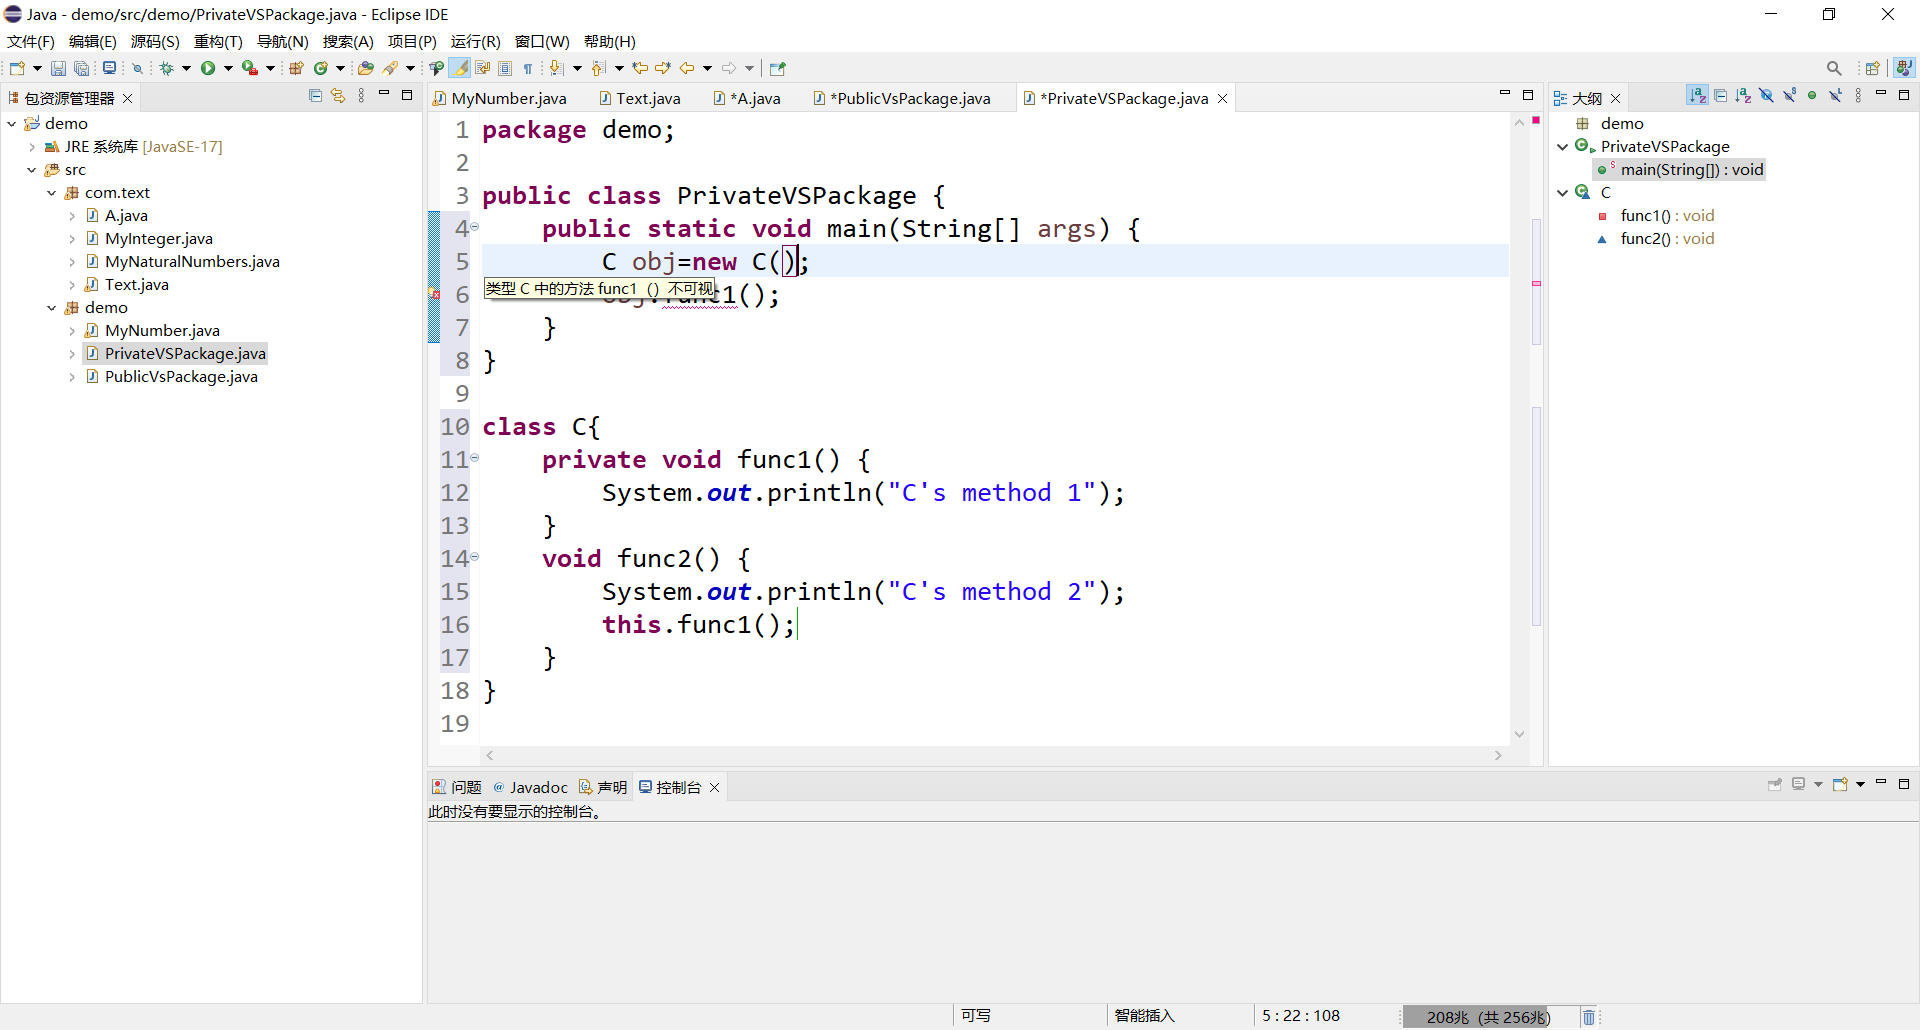 Java - demo/src/demo/PrivateVSPackage.java - Eclipse IDE
文件(F) 编辑(E) 源码(S) 重构(T) 导航(N) 搜索(A) 项目(P) 运行(R) 窗口(W) 帮助(H)
包资源管理器
demo
JRE 系统库 [JavaSE-17]
src
com.text
A.java
MyInteger.java
MyNaturalNumbers.java
Text.java
demo
MyNumber.java
PrivateVSPackage.java
PublicVsPackage.java
MyNumber.java Text.java *A.java *PublicVsPackage.java *PrivateVSPackage.java
1 package demo;
2
3 public class PrivateVSPackage {
4 public static void main(String[] args) {
5 C obj=new C();
类型 C 中的方法 func1（）不可视
6 obj.func1();
7 }
8 }
9
10 class C{
11 private void func1() {
12 System.out.println("C's method 1");
13 }
14 void func2() {
15 System.out.println("C's method 2");
16 this.func1();
17 }
18 }
19
大纲
demo
PrivateVSPackage
main(String[]) : void
C
func1() : void
func2() : void
问题 @ Javadoc 声明 控制台
此时没有要显示的控制台。
可写 智能插入 5 : 22 : 108 208兆（共 256兆）